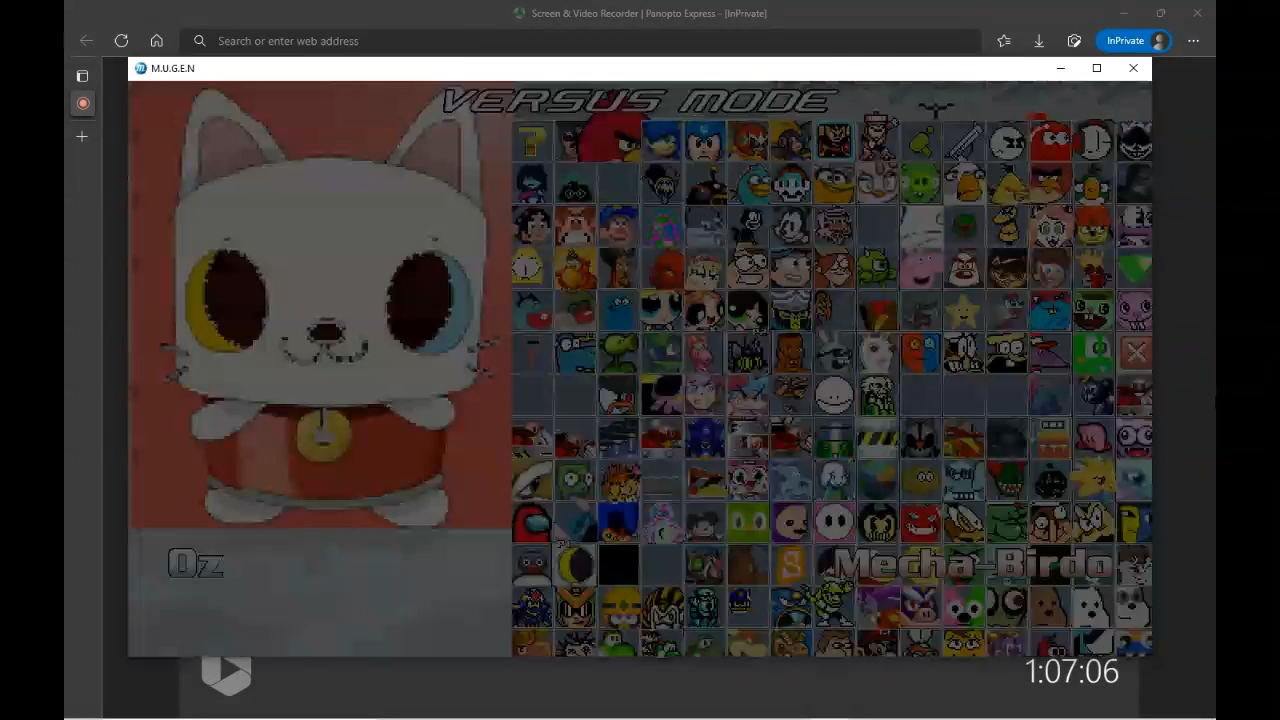 Screen & Video Recorder | Panopto Express - [InPrivate]
Search or enter web address
InPrivate
M.U.G.E.N
VERSUS MODE
Oz
Mecha-Birdo
1:07:06